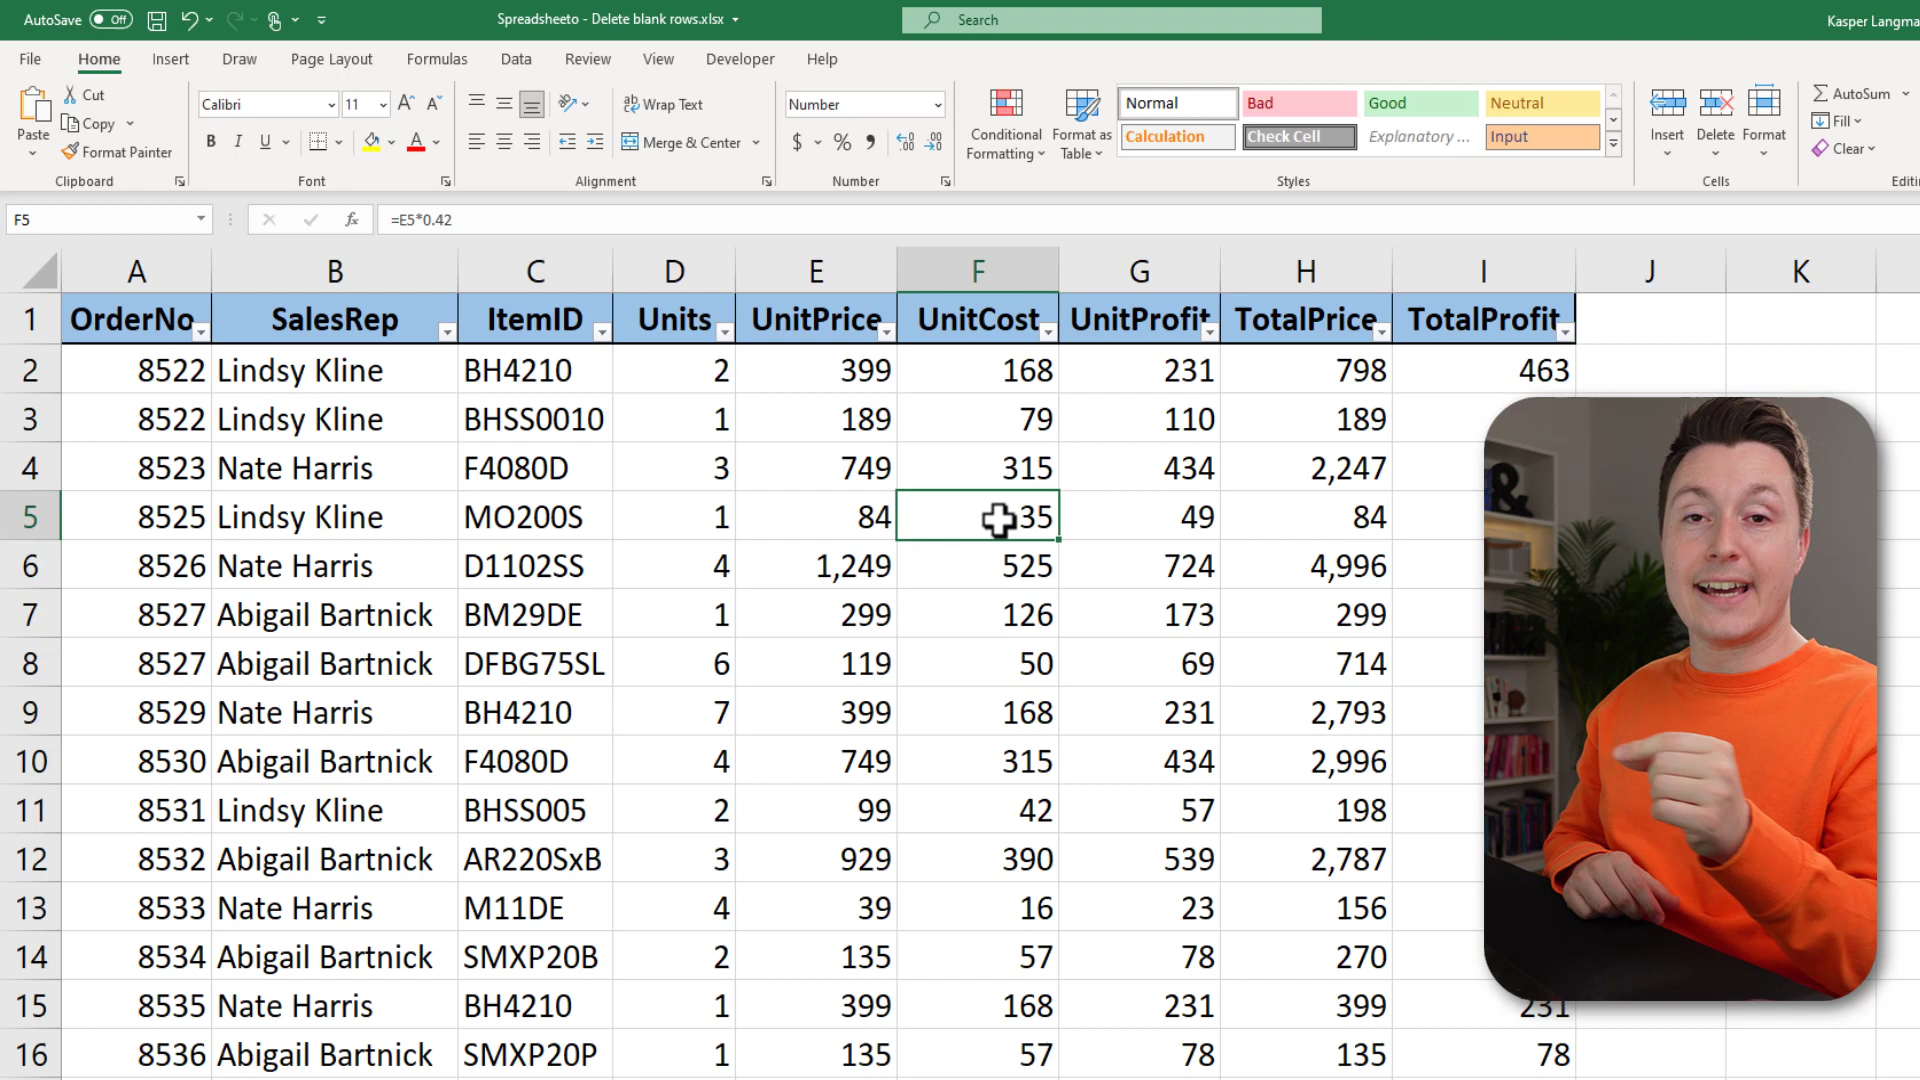 AutoSave Off Spreadsheeto - Delete blank rows.xlsx Search Kasper Langma
File Home Insert Draw Page Layout Formulas Data Review View Developer Help
Paste Cut Copy Format Painter Clipboard
Calibri 11 B I U Font
Wrap Text Merge & Center Alignment
Number $ % Number
Conditional Formatting Format as Table Normal Bad Good Neutral Calculation Check Cell Explanatory ... Input Styles
Insert Delete Format Cells
AutoSum Fill Clear Editi
F5 fx =E5*0.42
A B C D E F G H I J K
1 OrderNo SalesRep ItemID Units UnitPrice UnitCost UnitProfit TotalPrice TotalProfit
2 8522 Lindsy Kline BH4210 2 399 168 231 798 463
3 8522 Lindsy Kline BHSS0010 1 189 79 110 189
4 8523 Nate Harris F4080D 3 749 315 434 2,247
5 8525 Lindsy Kline MO200S 1 84 35 49 84
6 8526 Nate Harris D1102SS 4 1,249 525 724 4,996
7 8527 Abigail Bartnick BM29DE 1 299 126 173 299
8 8527 Abigail Bartnick DFBG75SL 6 119 50 69 714
9 8529 Nate Harris BH4210 7 399 168 231 2,793
10 8530 Abigail Bartnick F4080D 4 749 315 434 2,996
11 8531 Lindsy Kline BHSS005 2 99 42 57 198
12 8532 Abigail Bartnick AR220SxB 3 929 390 539 2,787
13 8533 Nate Harris M11DE 4 39 16 23 156
14 8534 Abigail Bartnick SMXP20B 2 135 57 78 270
15 8535 Nate Harris BH4210 1 399 168 231 399 231
16 8536 Abigail Bartnick SMXP20P 1 135 57 78 135 78